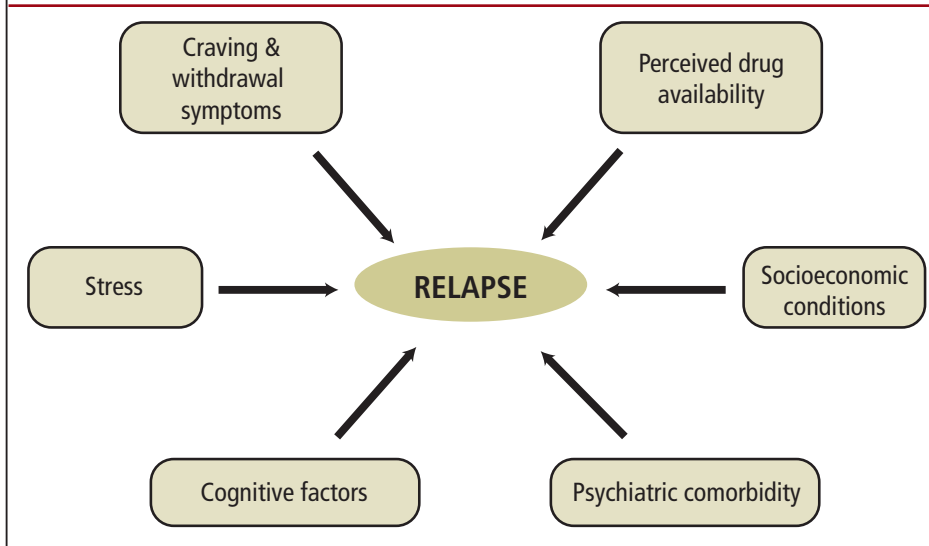 Craving &
withdrawal
symptoms
Perceived drug
availability
Stress
RELAPSE
Socioeconomic
conditions
Cognitive factors
Psychiatric comorbidity